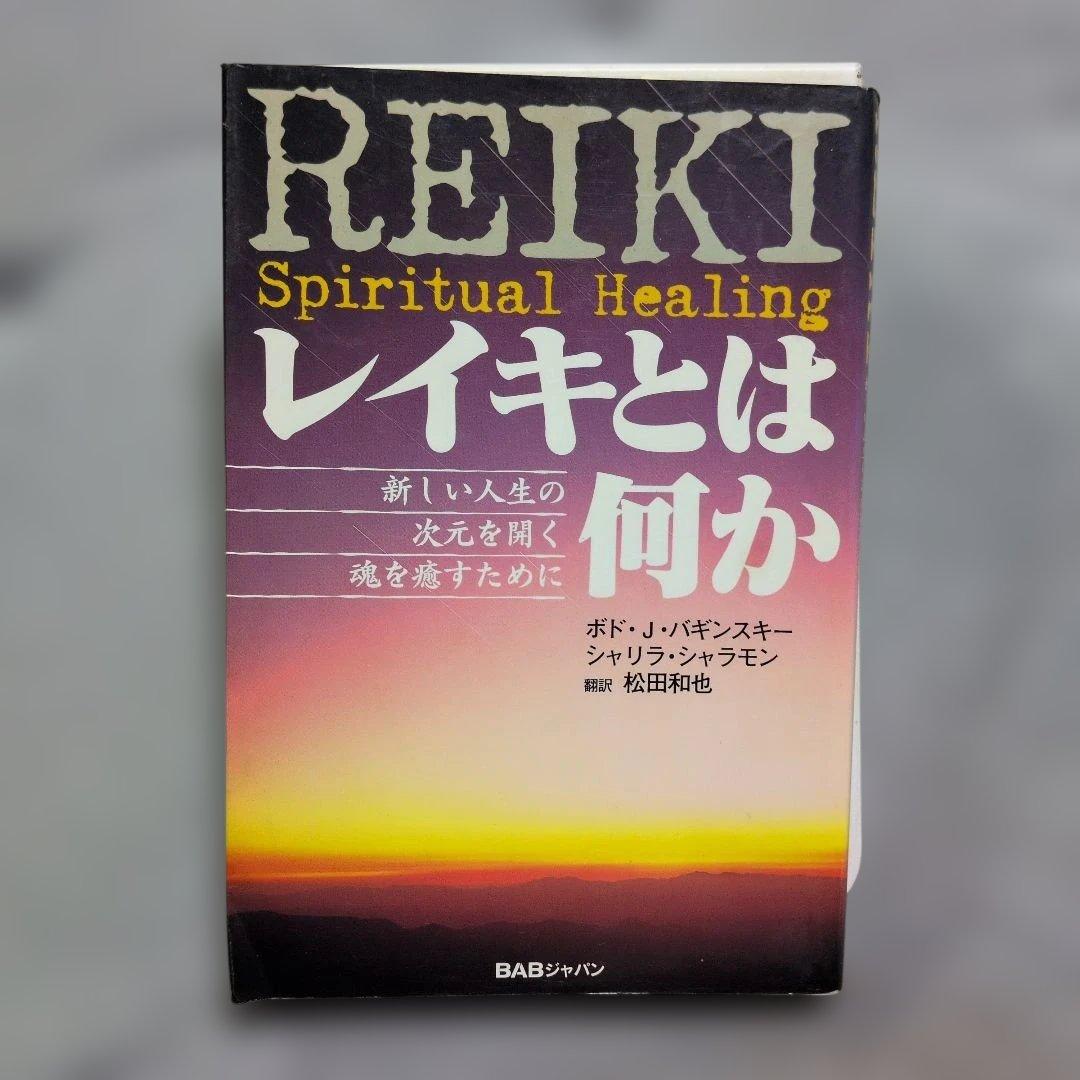 REIKI
Spiritual Healing
レイキとは
何か
新しい人生の
次元を開く
魂を癒すために
ボド・J・バギンスキー
シャリラ・シャラモン
翻訳 松田和也
BABジャパン